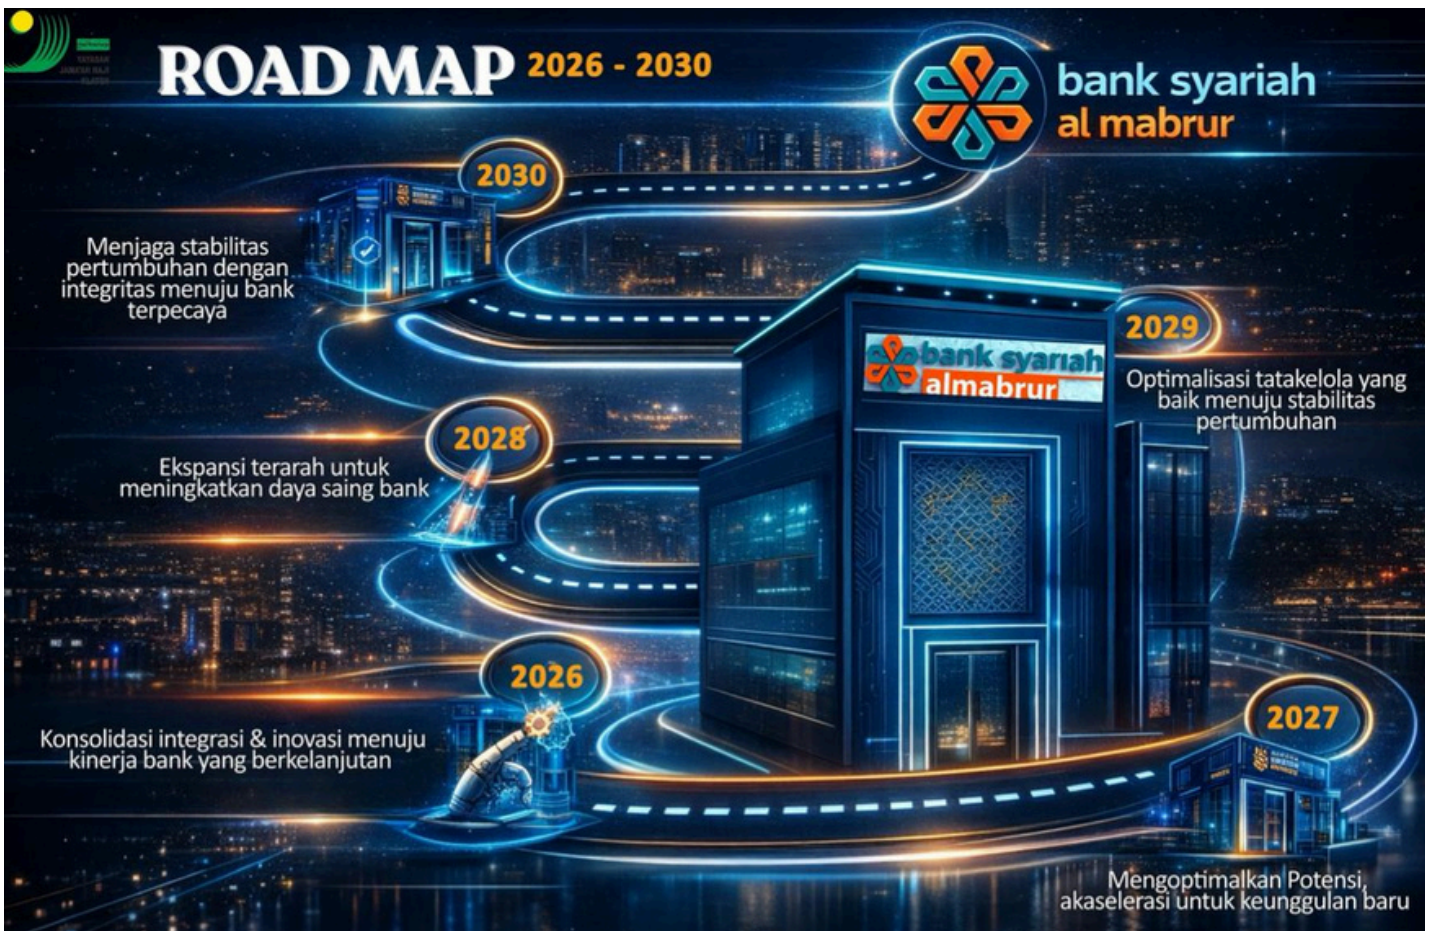 ROAD MAP 2026 - 2030
bank syariah
al mabrur
2030
Menjaga stabilitas
pertumbuhan dengan
integritas menuju bank
terpecaya
2029
bank syariah
almabrur
Optimalisasi tatakelola yang
baik menuju stabilitas
pertumbuhan
2028
Ekspansi terarah untuk
meningkatkan daya saing bank
2026
Konsolidasi integrasi & inovasi menuju
kinerja bank yang berkelanjutan
2027
Mengoptimalkan Potensi,
akaselerasi untuk keunggulan baru